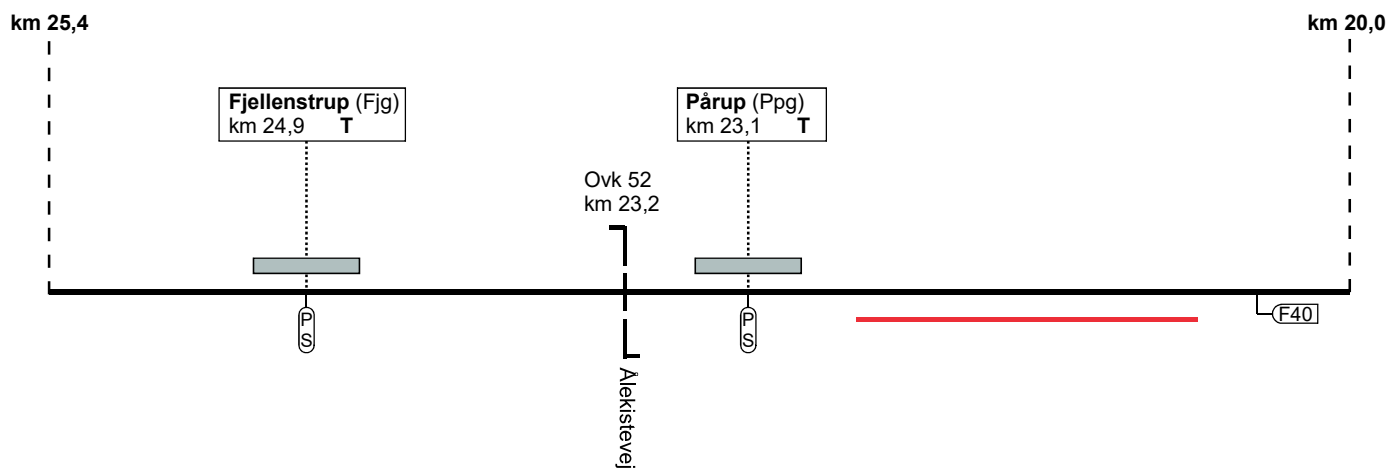 km 25,4
km 20,0
Fjellenstrup (Fjg)
km 24,9 T
Pårup (Ppg)
km 23,1 T
Ovk 52
km 23,2
P
S
P
S
F40
Ålekistevej